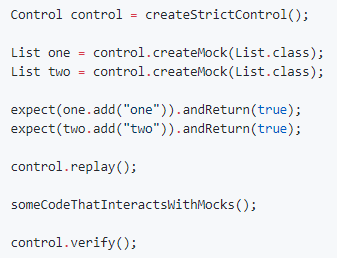 Control control = createStrictControl();
List one = control.createMock(List.class);
List two = control.createMock(List.class);
expect(one.add("one")).andReturn(true);
expect(two.add("two")).andReturn(true);
control.replay();
someCodeThatInteractsWithMocks();
control.verify();